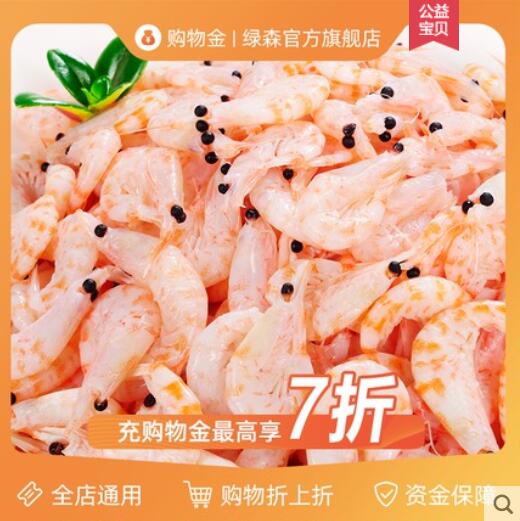 购物金 | 绿森官方旗舰店
公益
宝贝
充购物金最高享 7折
全店通用
购物折上折
资金保障